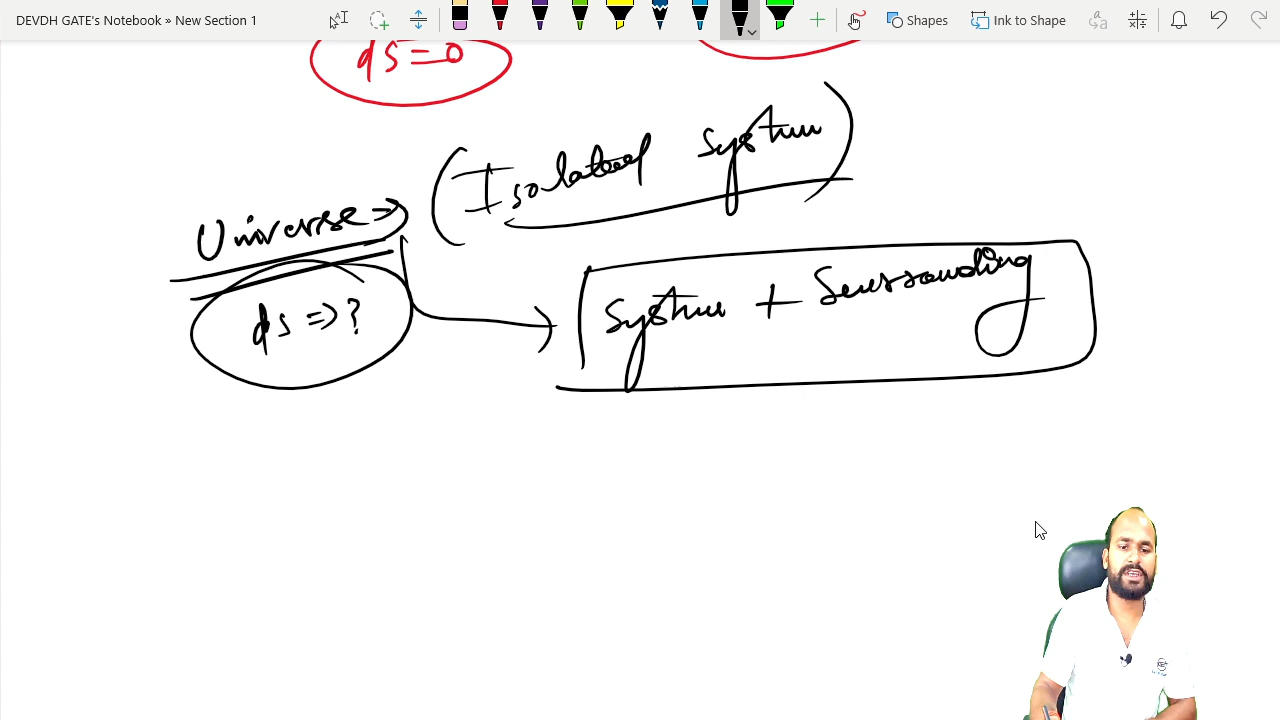 DEVDH GATE's Notebook » New Section 1
Shapes
Ink to Shape
ds=0
(Isolated System)
Universe ⇒
ds ⇒ ?
System + Surrounding